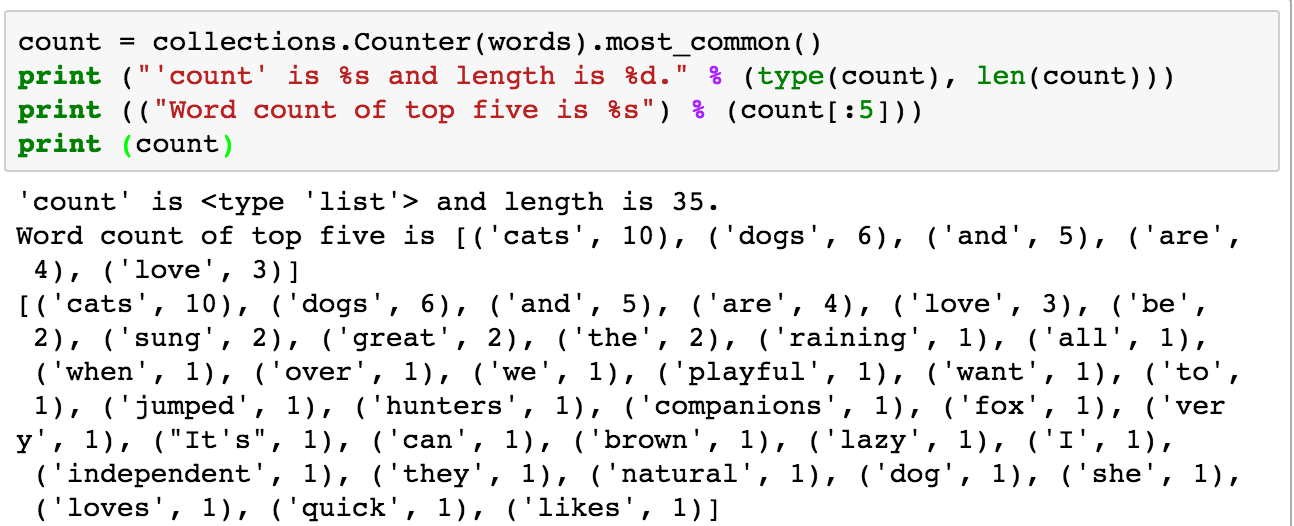 count = collections.Counter(words).most_common()
print ("'count' is %s and length is %d." % (type(count), len(count)))
print (("Word count of top five is %s") % (count[:5]))
print (count)
'count' is <type 'list'> and length is 35.
Word count of top five is [('cats', 10), ('dogs', 6), ('and', 5), ('are',
4), ('love', 3)]
[('cats', 10), ('dogs', 6), ('and', 5), ('are', 4), ('love', 3), ('be',
2), ('sung', 2), ('great', 2), ('the', 2), ('raining', 1), ('all', 1),
('when', 1), ('over', 1), ('we', 1), ('playful', 1), ('want', 1), ('to',
1), ('jumped', 1), ('hunters', 1), ('companions', 1), ('fox', 1), ('ver
y', 1), ("It's", 1), ('can', 1), ('brown', 1), ('lazy', 1), ('I', 1),
('independent', 1), ('they', 1), ('natural', 1), ('dog', 1), ('she', 1),
('loves', 1), ('quick', 1), ('likes', 1)]